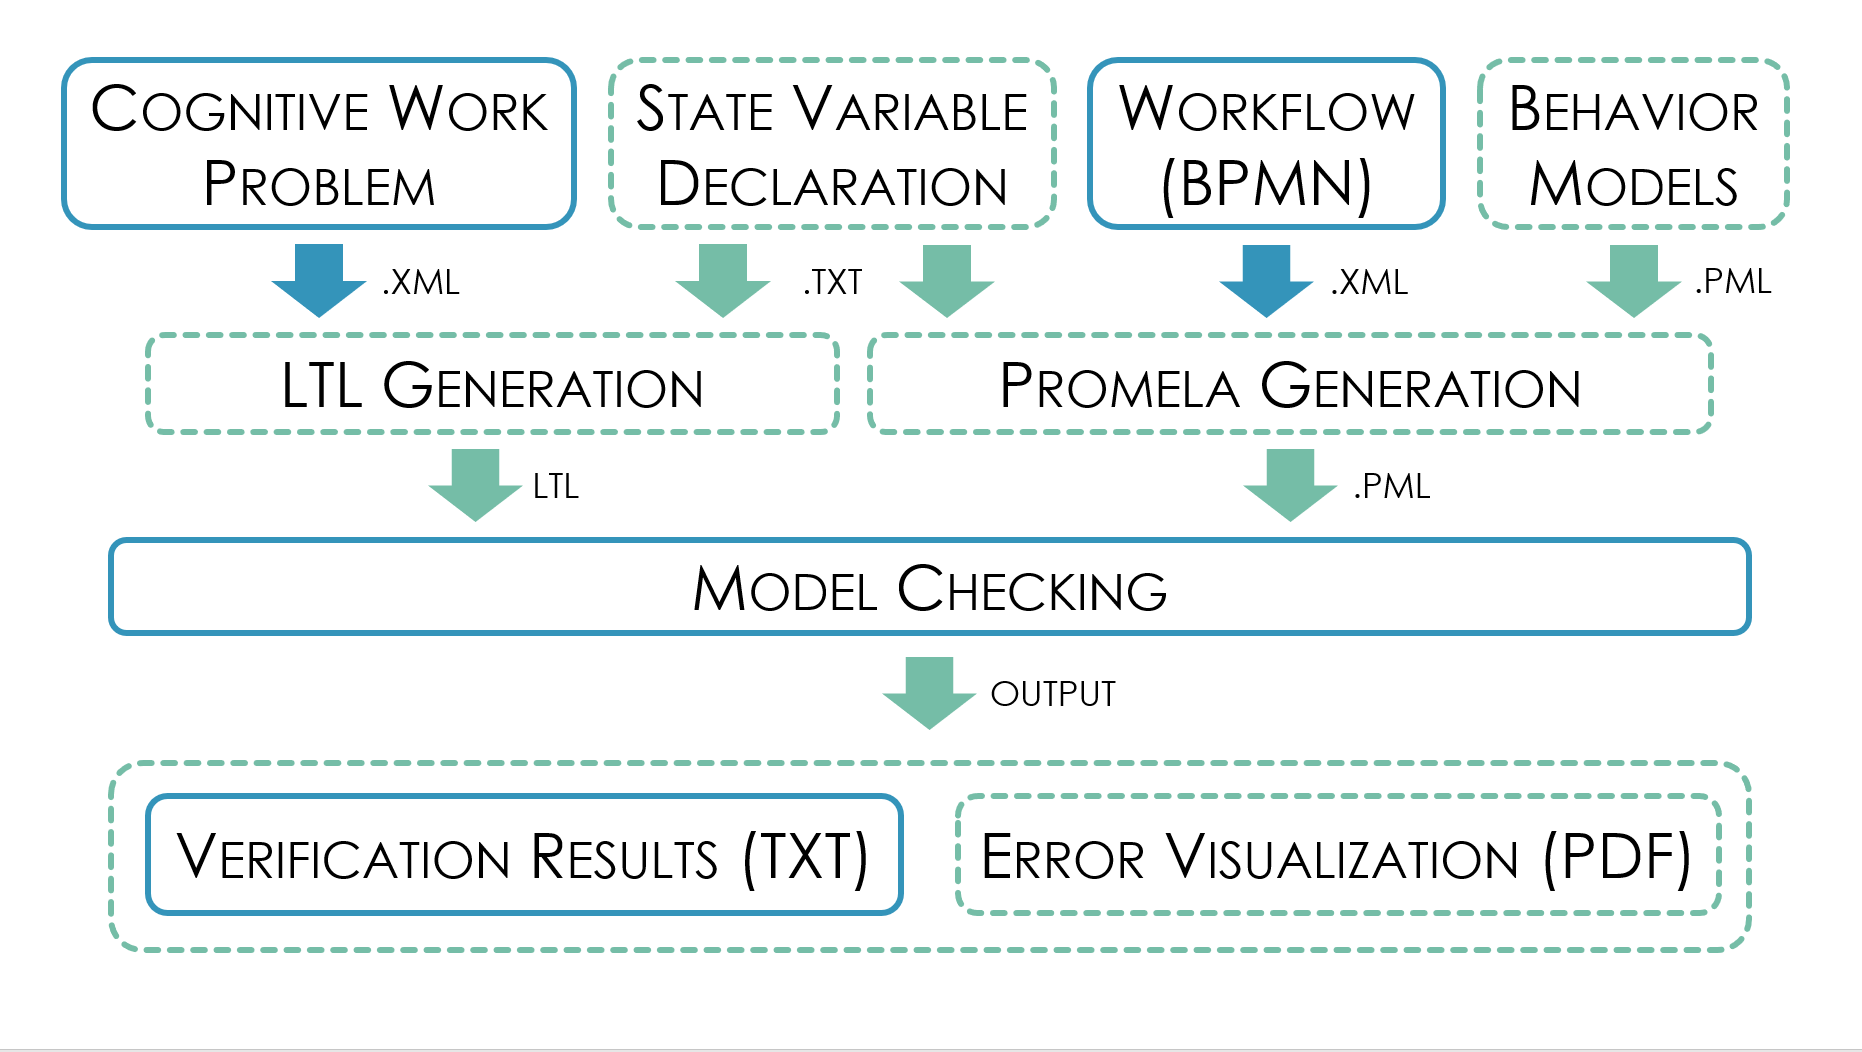 Cognitive Work
Problem
State Variable
Declaration
Workflow
(BPMN)
Behavior
Models
.XML
.TXT
.XML
.PML
LTL Generation
Promela Generation
LTL
.PML
Model Checking
OUTPUT
Verification Results (TXT)
Error Visualization (PDF)